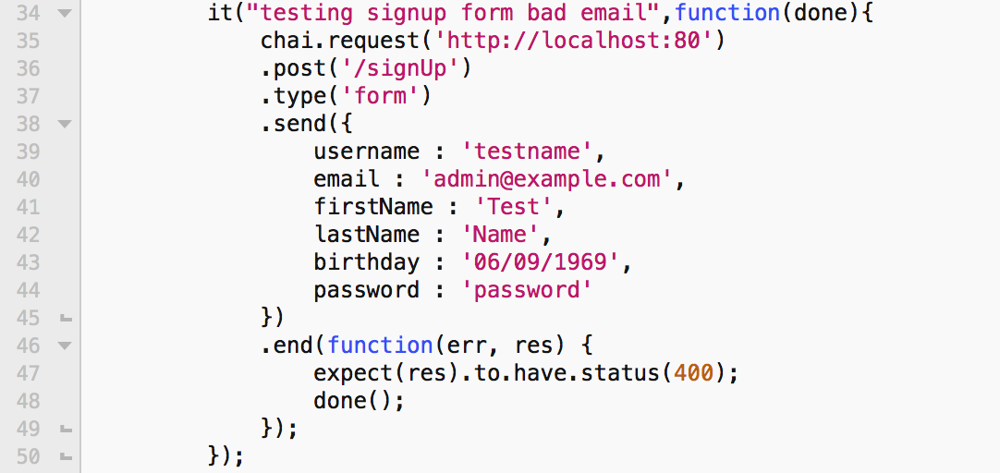 34 it("testing signup form bad email",function(done){
35 chai.request('http://localhost:80')
36 .post('/signUp')
37 .type('form')
38 .send({
39 username : 'testname',
40 email : 'admin@example.com',
41 firstName : 'Test',
42 lastName : 'Name',
43 birthday : '06/09/1969',
44 password : 'password'
45 })
46 .end(function(err, res) {
47 expect(res).to.have.status(400);
48 done();
49 });
50 });